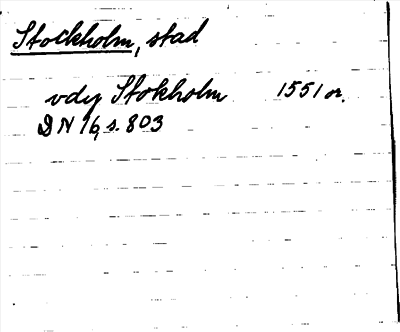 Stockholm, stad
vdy Stokholm 1551 or.
DN 16, s. 803